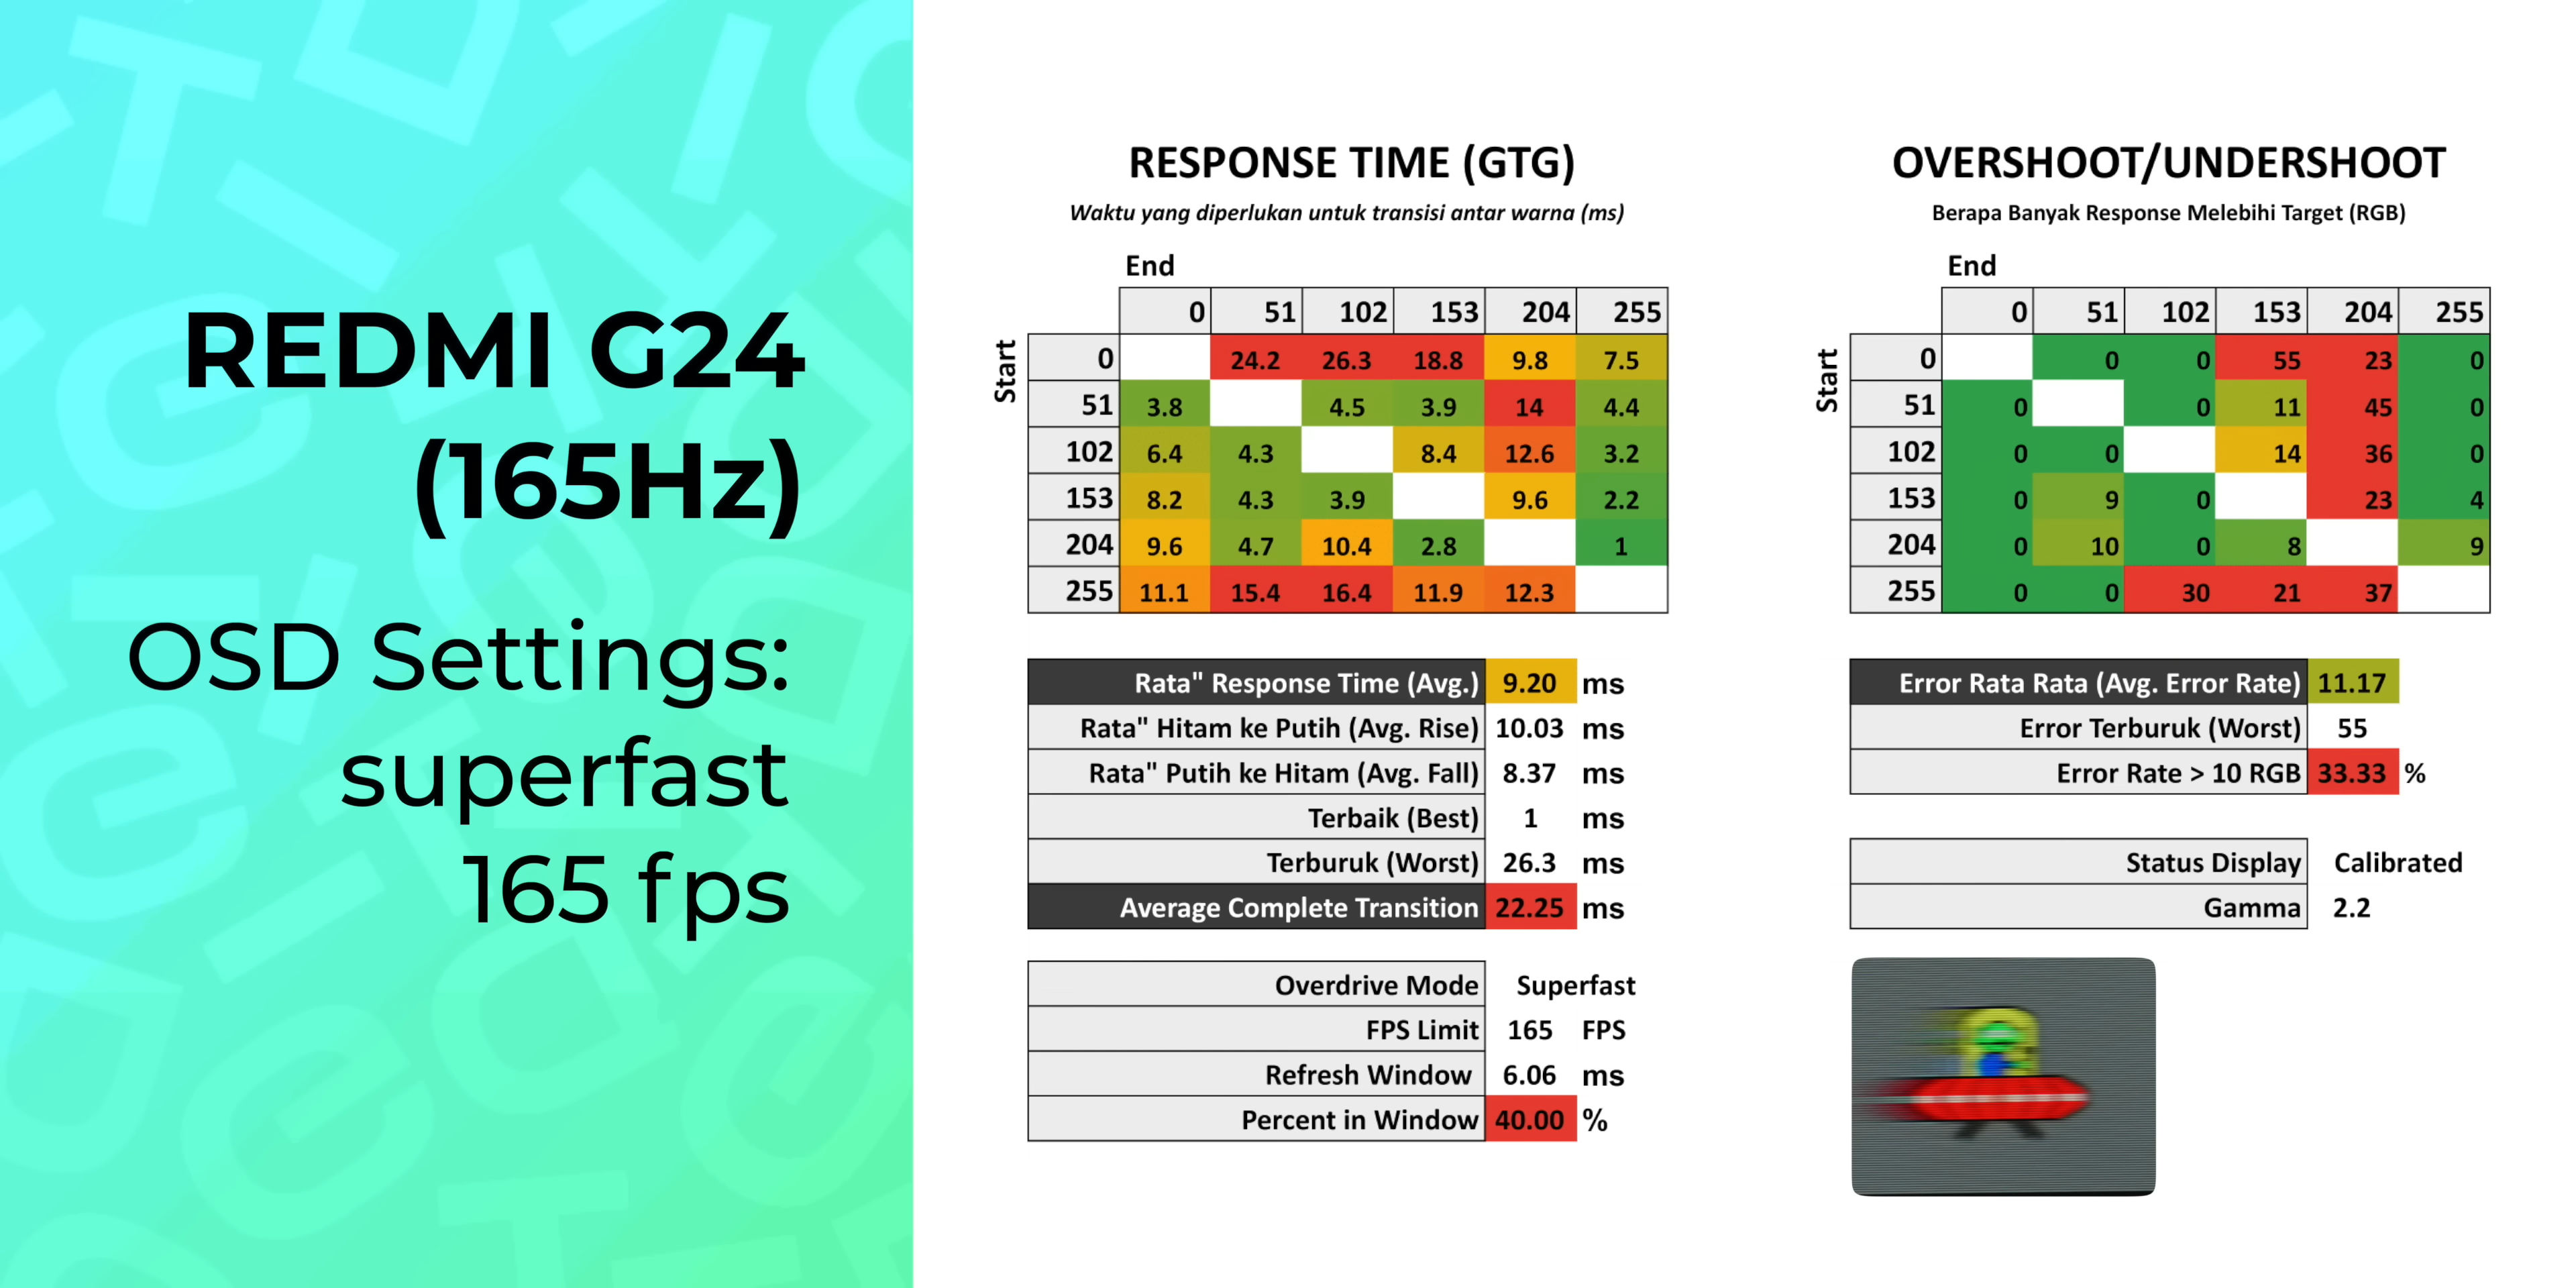 REDMI G24
(165Hz)
OSD Settings:
superfast
165 fps
RESPONSE TIME (GTG)
Waktu yang diperlukan untuk transisi antar warna (ms)
End
0 51 102 153 204 255
Start
0 24.2 26.3 18.8 9.8 7.5
51 3.8 4.5 3.9 14 4.4
102 6.4 4.3 8.4 12.6 3.2
153 8.2 4.3 3.9 9.6 2.2
204 9.6 4.7 10.4 2.8 1
255 11.1 15.4 16.4 11.9 12.3
Rata" Response Time (Avg.) 9.20 ms
Rata" Hitam ke Putih (Avg. Rise) 10.03 ms
Rata" Putih ke Hitam (Avg. Fall) 8.37 ms
Terbaik (Best) 1 ms
Terburuk (Worst) 26.3 ms
Average Complete Transition 22.25 ms
Overdrive Mode Superfast
FPS Limit 165 FPS
Refresh Window 6.06 ms
Percent in Window 40.00 %
OVERSHOOT/UNDERSHOOT
Berapa Banyak Response Melebihi Target (RGB)
End
0 51 102 153 204 255
Start
0 0 0 55 23 0
51 0 0 11 45 0
102 0 0 14 36 0
153 0 9 0 23 4
204 0 10 0 8 9
255 0 0 30 21 37
Error Rata Rata (Avg. Error Rate) 11.17
Error Terburuk (Worst) 55
Error Rate > 10 RGB 33.33 %
Status Display Calibrated
Gamma 2.2